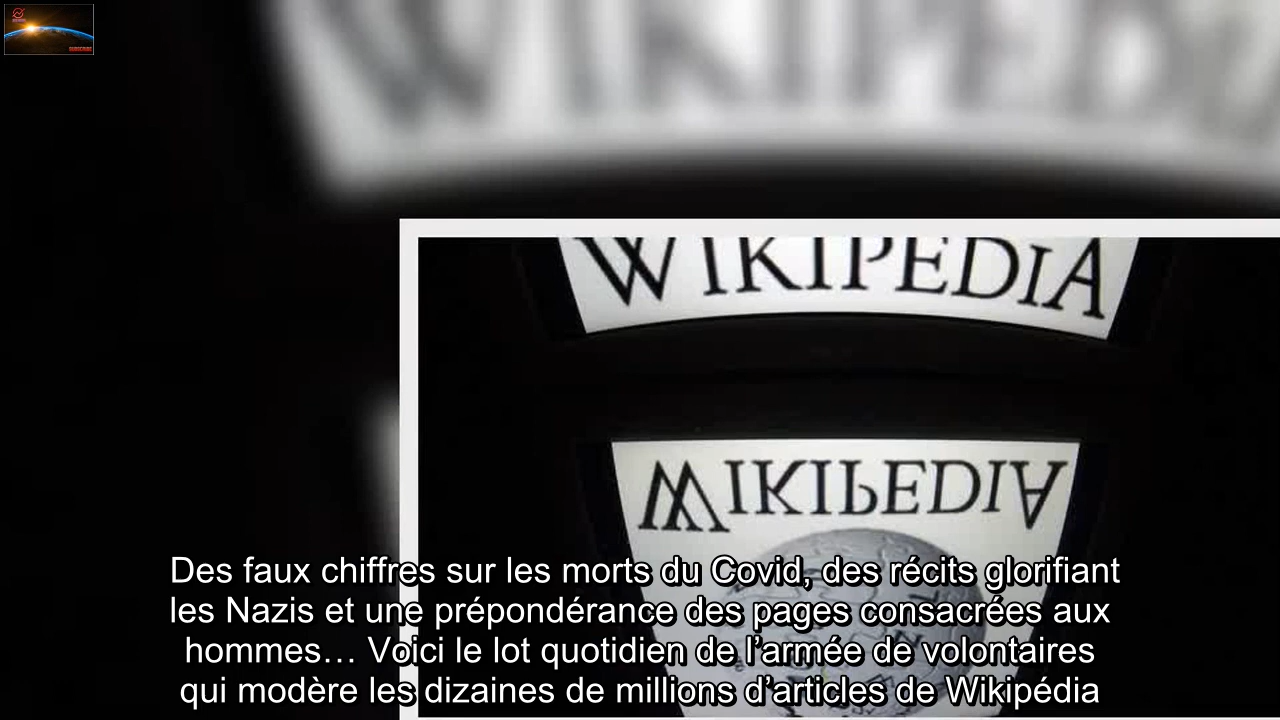 WIKIPEDI
WIKIPEDIA
WIKIPEDIA
Des faux chiffres sur les morts du Covid, des récits glorifiant
les Nazis et une prépondérance des pages consacrées aux
hommes… Voici le lot quotidien de l’armée de volontaires
qui modère les dizaines de millions d’articles de Wikipédia